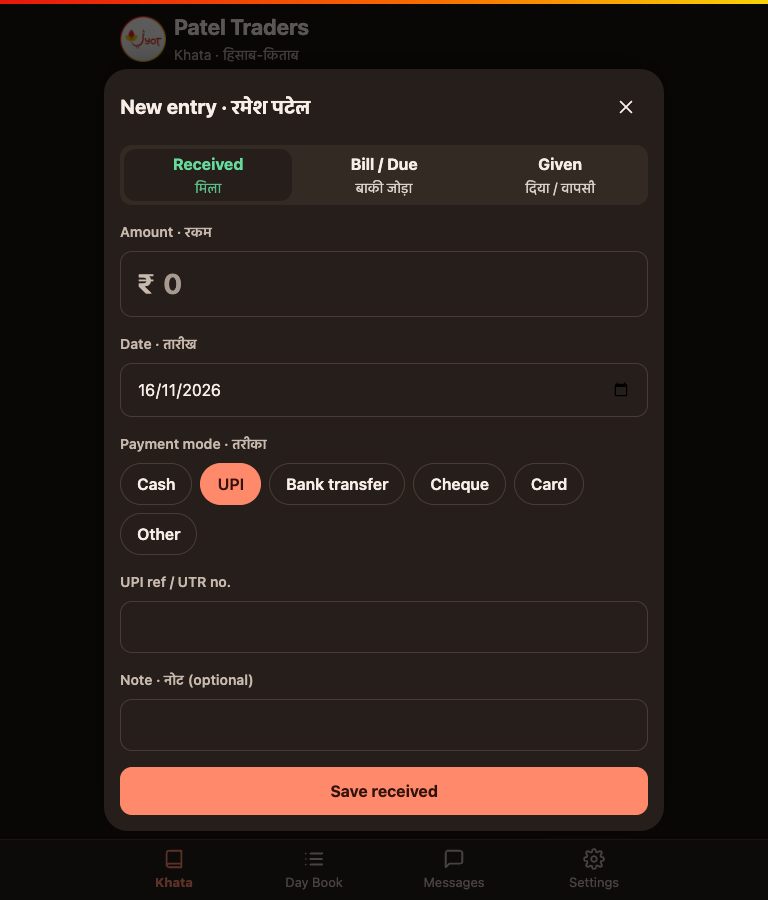 Jyot
Patel Traders
Khata · हिसाब-किताब
New entry · रमेश पटेल
Received
मिला
Bill / Due
बाकी जोड़ा
Given
दिया / वापसी
Amount · रकम
₹ 0
Date · तारीख
16/11/2026
Payment mode · तरीका
Cash
UPI
Bank transfer
Cheque
Card
Other
UPI ref / UTR no.
Note · नोट (optional)
Save received
Khata
Day Book
Messages
Settings